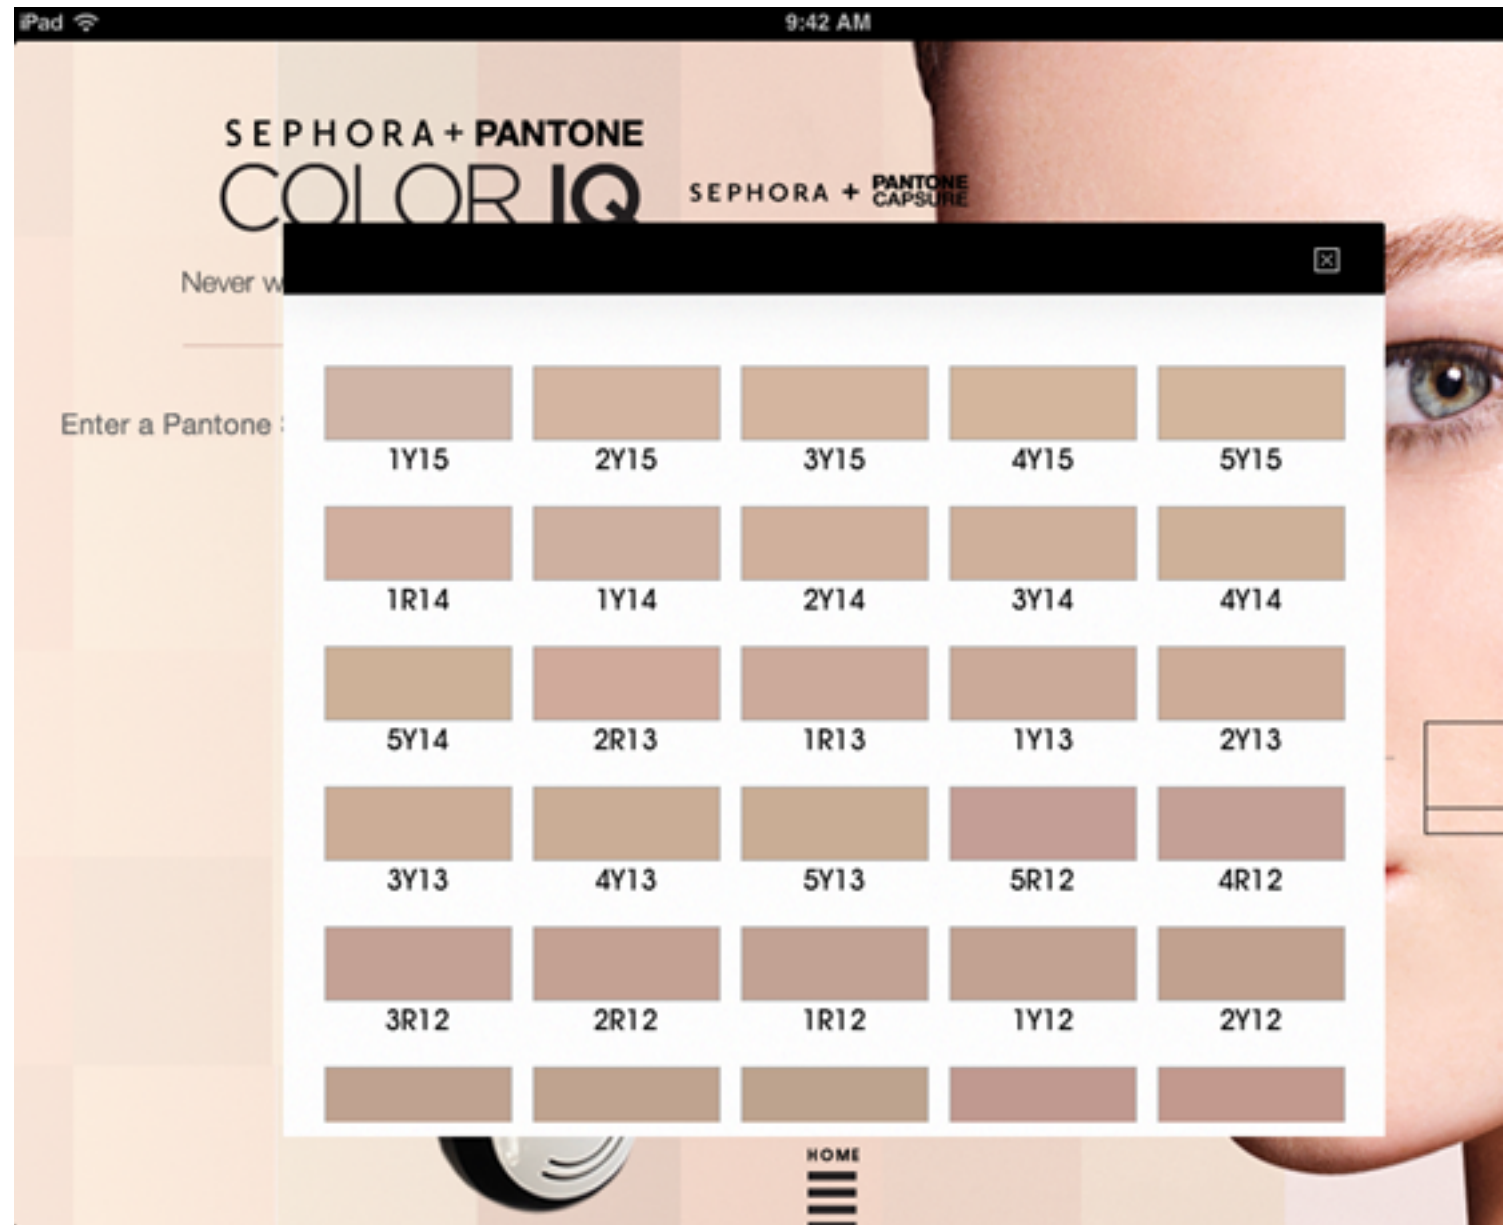 iPad
9:42 AM
SEPHORA + PANTONE
COLOR IQ
SEPHORA + PANTONE
CAPSURE
Never
Enter a Pantone
1Y15 2Y15 3Y15 4Y15 5Y15
1R14 1Y14 2Y14 3Y14 4Y14
5Y14 2R13 1R13 1Y13 2Y13
3Y13 4Y13 5Y13 5R12 4R12
3R12 2R12 1R12 1Y12 2Y12
HOME